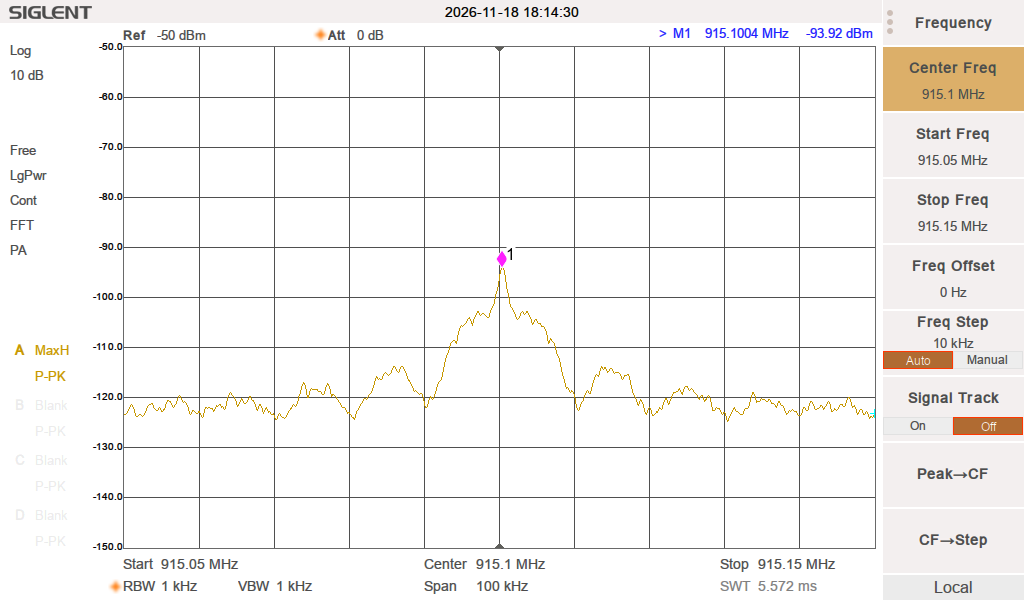 SIGLENT
2026-11-18 18:14:30
Ref -50 dBm Att 0 dB > M1 915.1004 MHz -93.92 dBm
Log
10 dB
Free
LgPwr
Cont
FFT
PA
A MaxH
P-PK
B Blank
P-PK
C Blank
P-PK
D Blank
P-PK
-50.0
-60.0
-70.0
-80.0
-90.0
-100.0
-110.0
-120.0
-130.0
-140.0
-150.0
1
Start 915.05 MHz Center 915.1 MHz Stop 915.15 MHz
RBW 1 kHz VBW 1 kHz Span 100 kHz SWT 5.572 ms
Frequency
Center Freq
915.1 MHz
Start Freq
915.05 MHz
Stop Freq
915.15 MHz
Freq Offset
0 Hz
Freq Step
10 kHz
Auto Manual
Signal Track
On Off
Peak→CF
CF→Step
Local